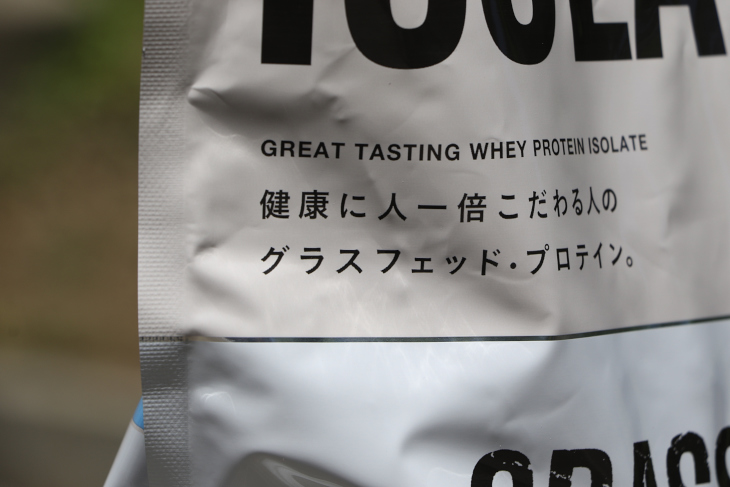 GREAT TASTING WHEY PROTEIN ISOLATE
健康に人一倍こだわる人の
グラスフェッド・プロテイン。